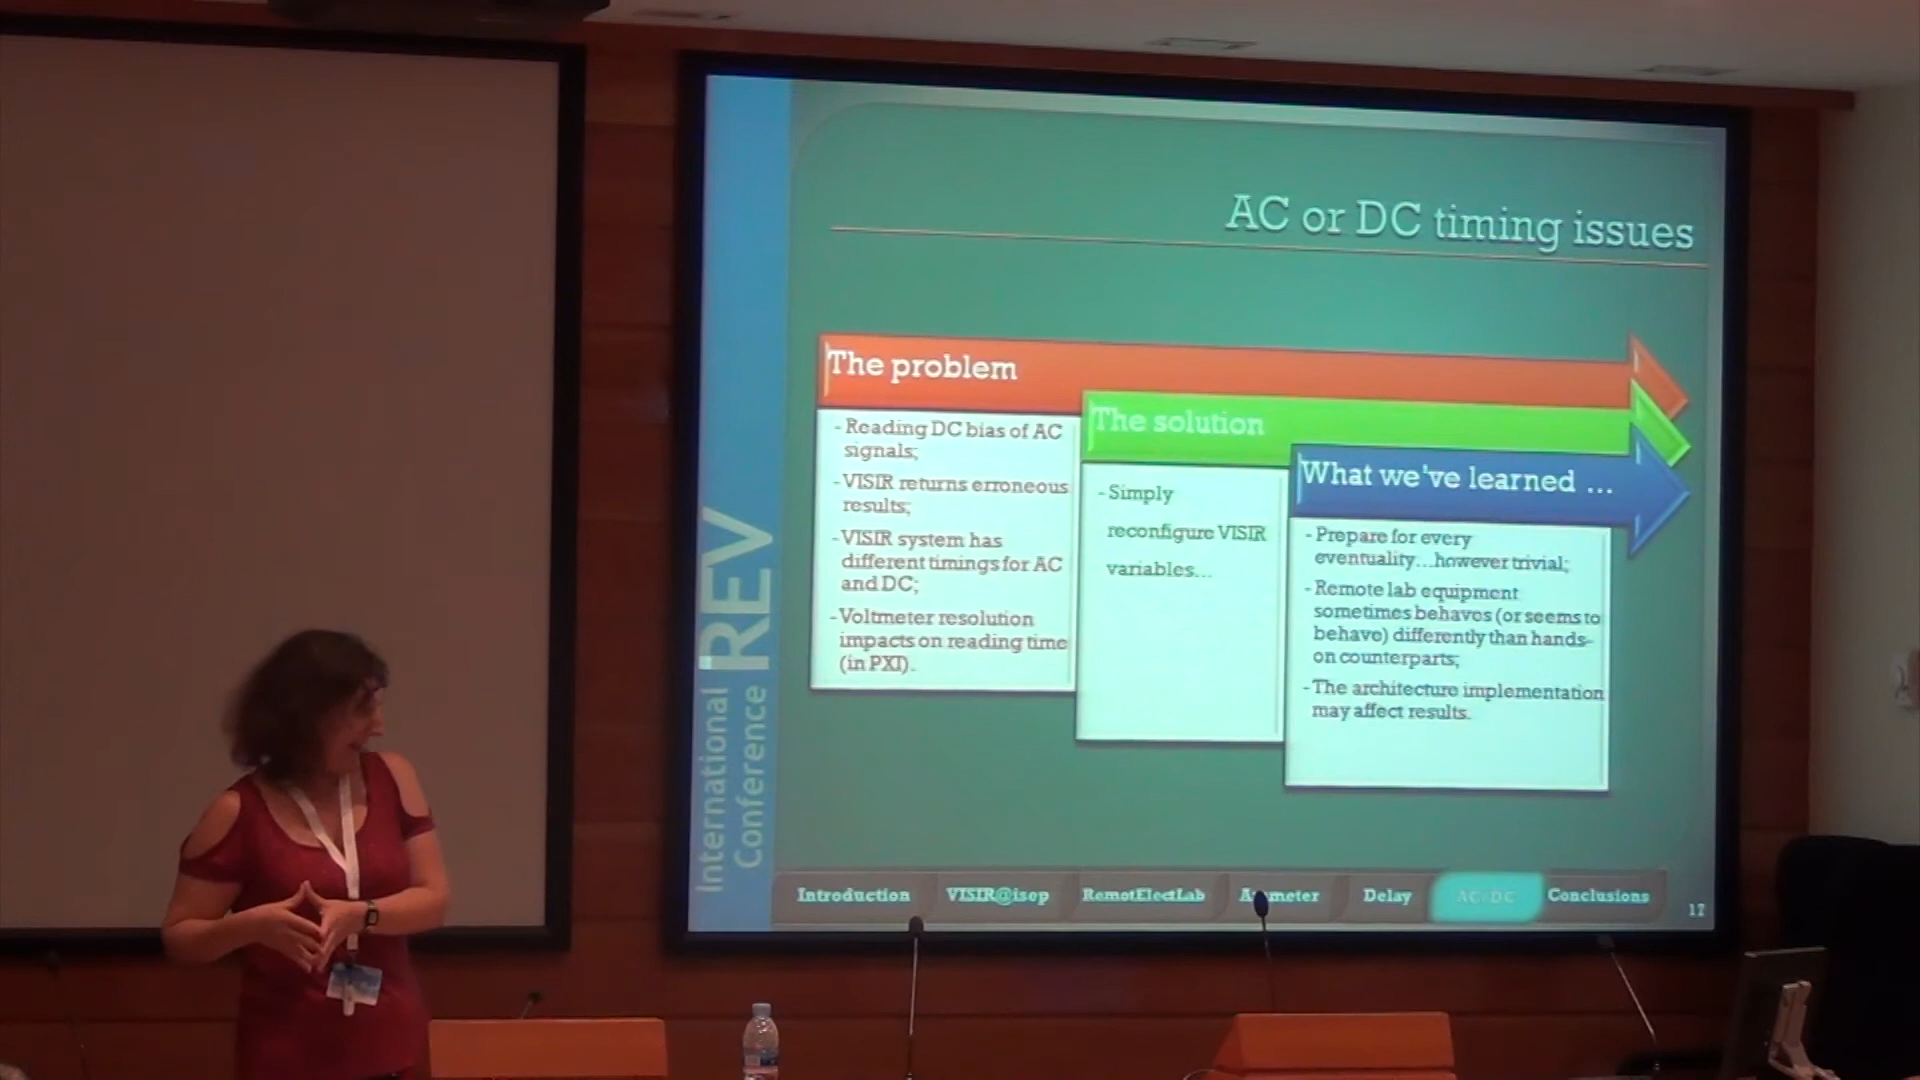 AC or DC timing issues
The problem
- Reading DC bias of AC
signals;
- VISIR returns erroneous
results;
- VISIR system has
different timings for AC
and DC;
- Voltmeter resolution
impacts on reading time
(in PXI).
The solution
- Simply
reconfigure VISIR
variables...
What we've learned ...
- Prepare for every
eventuality...however trivial;
- Remote lab equipment
sometimes behaves (or seems to
behave) differently than hands-
on counterparts;
- The architecture implementation
may affect results.
International
Conference
REV
Introduction
VISIR@isep
RemotElectLab
Delay
Conclusions
17